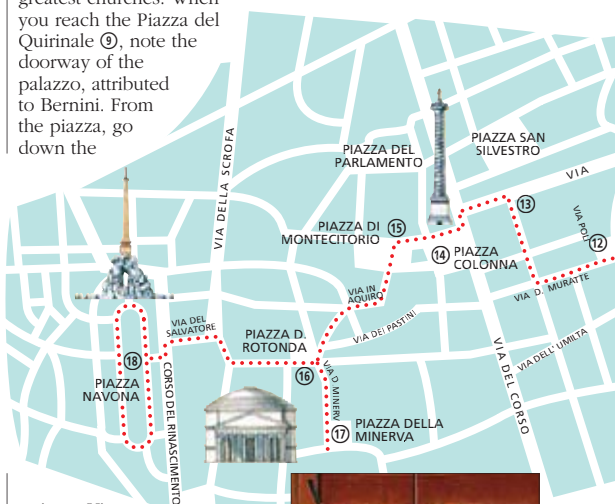 greatest churches. When
you reach the Piazza del
Quirinale ⑨, note the
doorway of the
palazzo, attributed
to Bernini. From
the piazza, go
down the
VIA DELLA SCROFA
PIAZZA DEL
PARLAMENTO
PIAZZA SAN
SILVESTRO
VIA
⑬
VIA POLI
⑫
PIAZZA DI
MONTECITORIO
⑮
⑭
PIAZZA
COLONNA
VIA IN
AQUIRO
VIA D. MURATTE
VIA DEL
SALVATORE
PIAZZA D.
ROTONDA
VIA DEI PASTINI
VIA DELL' UMILTA
VIA DEL CORSO
⑱
PIAZZA
NAVONA
CORSO DEL RINASCIMENTO
⑯
VIA D. MINERV
⑰
PIAZZA DELLA
MINERVA